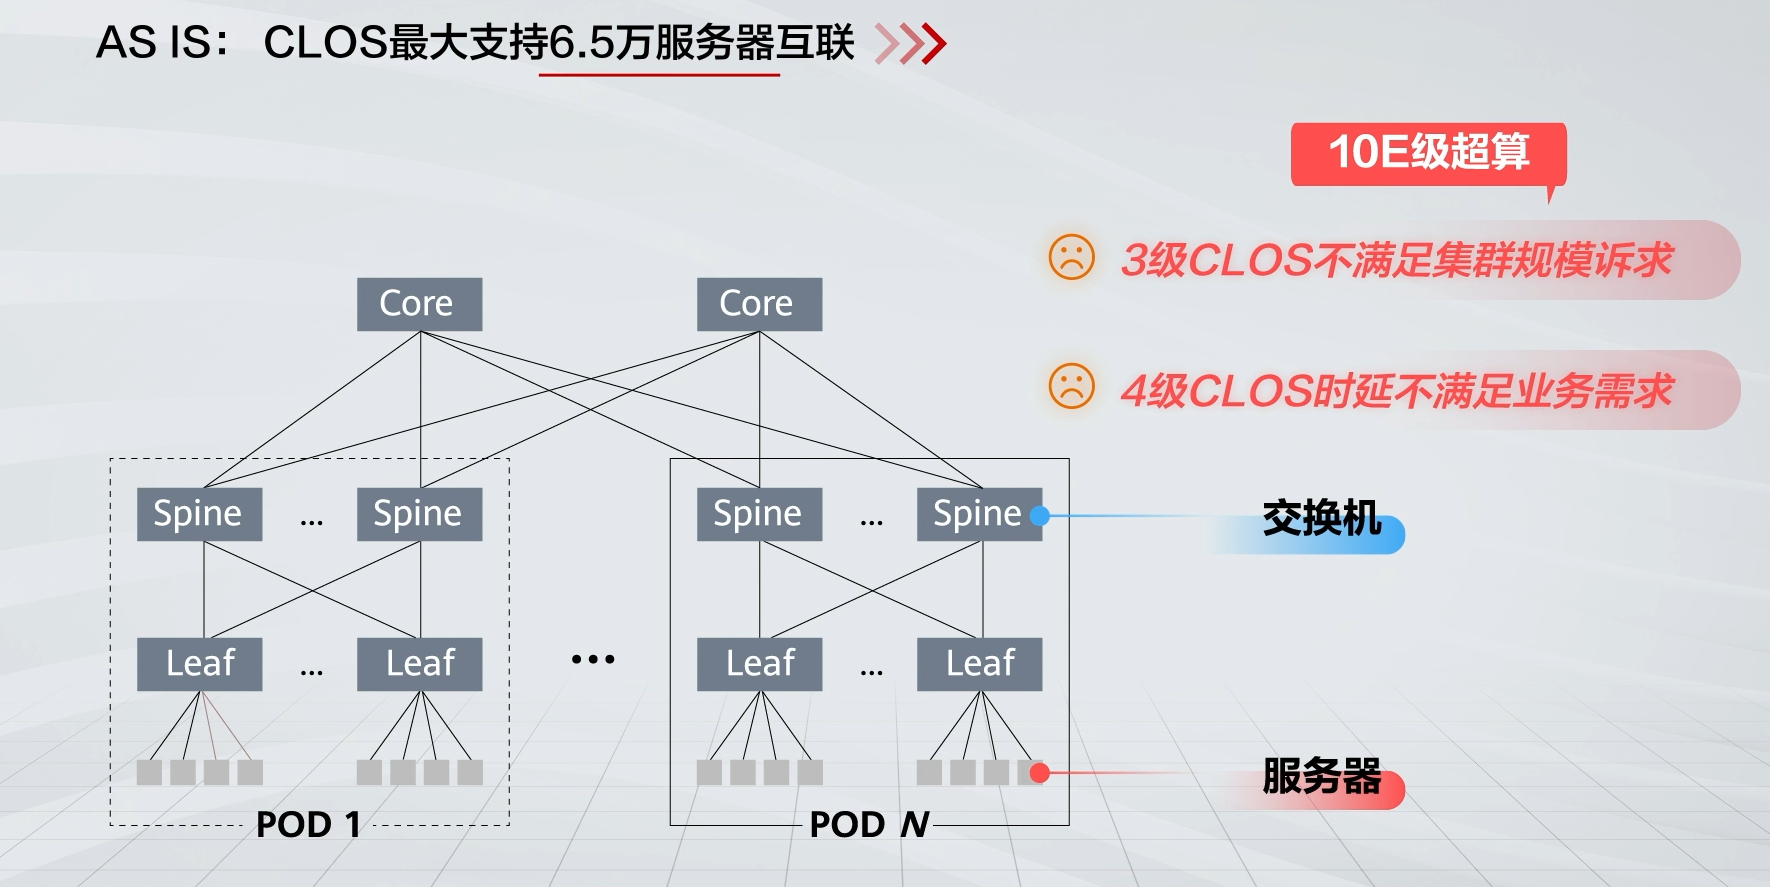 AS IS： CLOS最大支持6.5万服务器互联
10E级超算
3级CLOS不满足集群规模诉求
4级CLOS时延不满足业务需求
Core Core
Spine ... Spine Spine ... Spine
交换机
Leaf ... Leaf ... Leaf ... Leaf
服务器
POD 1 POD N